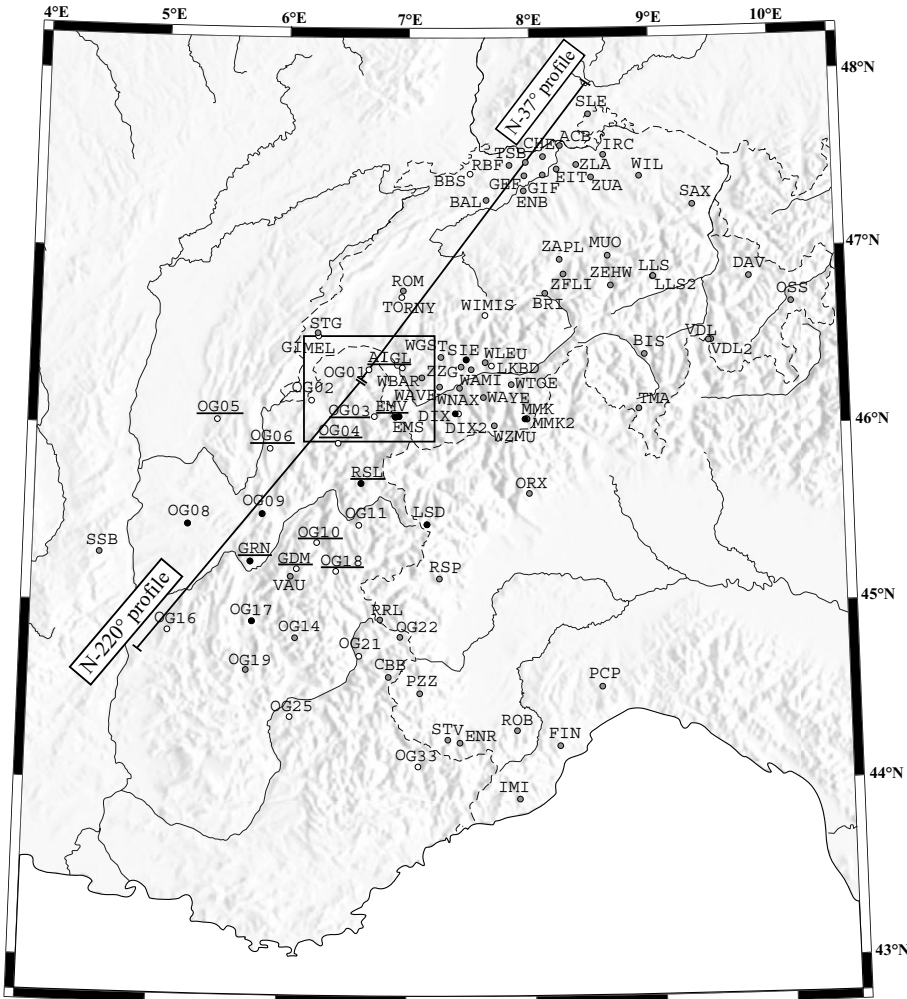 4°E 5°E 6°E 7°E 8°E 9°E 10°E
48°N
N-37° profile
SLE
ACB
CHE
IRC
TSB
RBF
ZLA
WIL
BBS
GEF
GIF
EIT
ZUA
BAL
ENB
SAX
47°N
ZAPL
MUO
LLS
DAV
ZEHW
ZFLI
LLS2
ROM
BRI
OSS
TORNY
WIMIS
STG
GIMEL
WGST
SIE
BIS
VDL
VDL2
AIGL
WLEU
OG01
ZZG
LKBD
WBAR
WAMI
WTOE
OG02
WAVE
WNAX
WAYE
TMA
OG05
OG03
EMV
DIX
MMK
MMK2
46°N
EMS
DIX2
WZMU
OG04
OG06
RSL
ORX
OG09
OG08
OG11
LSD
SSB
OG10
GRN
GDM
OG18
RSP
VAU
45°N
N-220° profile
OG16
OG17
OG14
RRL
OG22
OG21
OG19
CBB
PCP
PZZ
OG25
ROB
STV
ENR
FIN
OG33
44°N
IMI
43°N